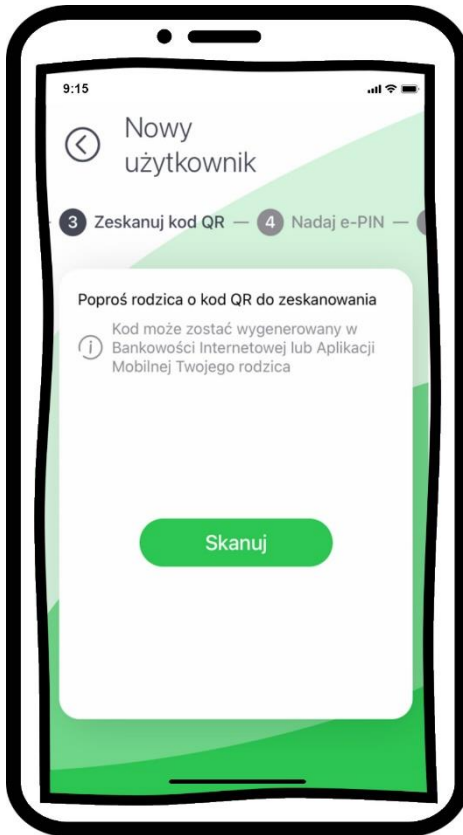 9:15
Nowy
użytkownik
3 Zeskanuj kod QR — 4 Nadaj e-PIN —
Poproś rodzica o kod QR do zeskanowania
Kod może zostać wygenerowany w
Bankowości Internetowej lub Aplikacji
Mobilnej Twojego rodzica
Skanuj